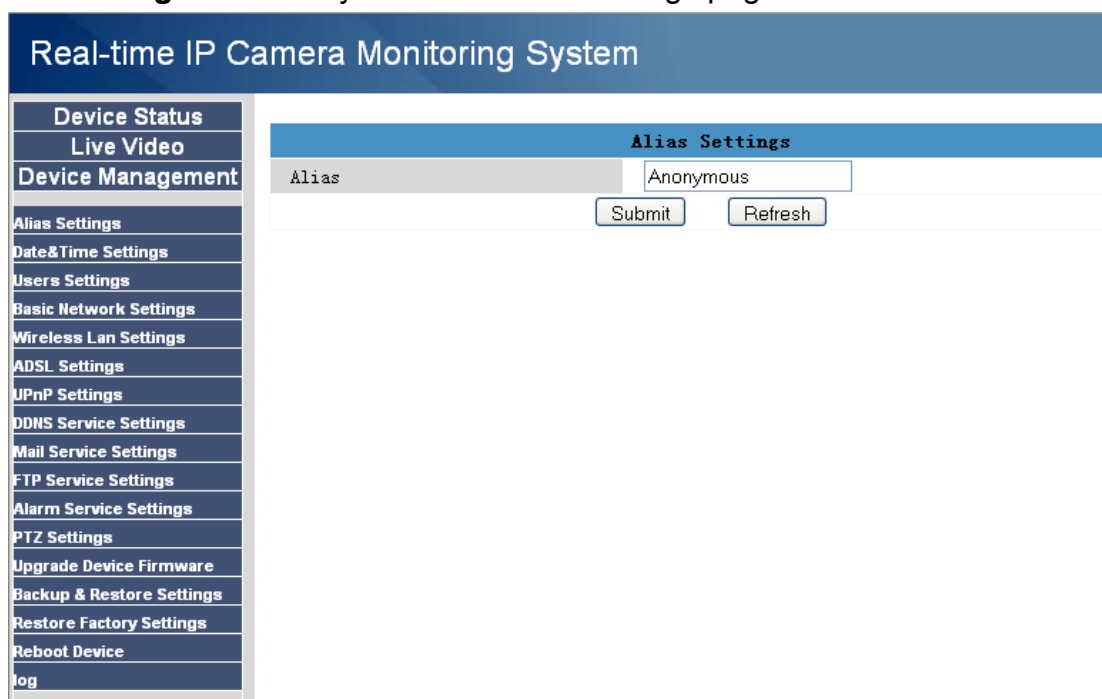 Real-time IP Camera Monitoring System
Device Status
Live Video
Device Management
Alias Settings
Date&Time Settings
Users Settings
Basic Network Settings
Wireless Lan Settings
ADSL Settings
UPnP Settings
DDNS Service Settings
Mail Service Settings
FTP Service Settings
Alarm Service Settings
PTZ Settings
Upgrade Device Firmware
Backup & Restore Settings
Restore Factory Settings
Reboot Device
log
Alias Settings
Alias Anonymous
Submit Refresh